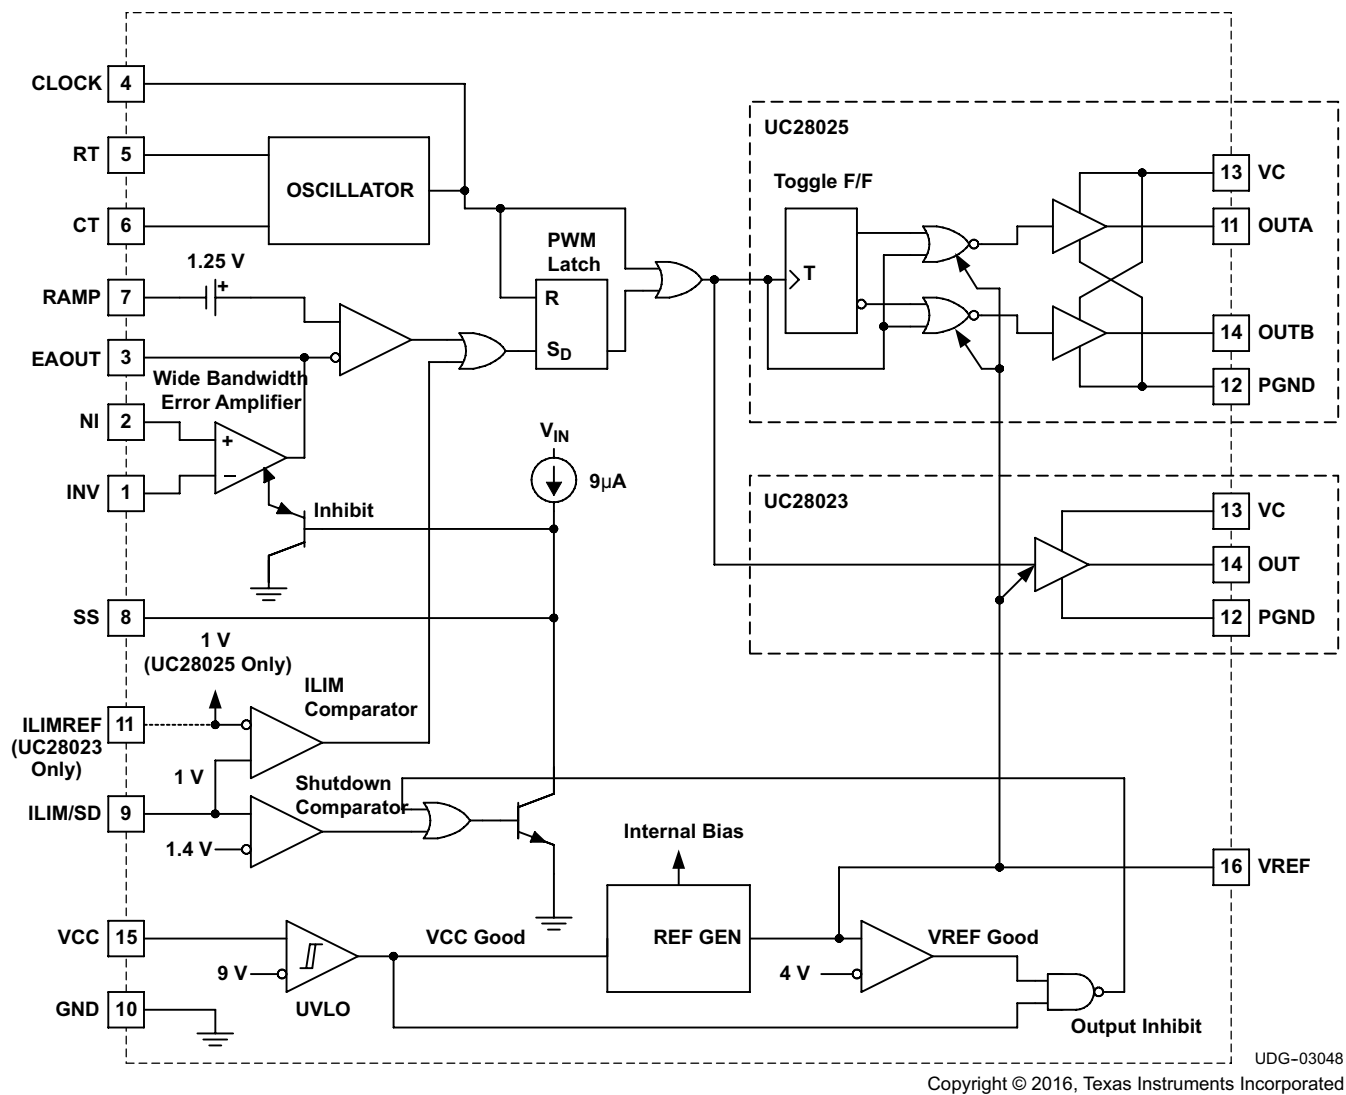 CLOCK 4
RT 5
CT 6
OSCILLATOR
1.25 V
+
RAMP 7
EAOUT 3
Wide Bandwidth
Error Amplifier
NI 2
+
−
INV 1
Inhibit
PWM
Latch
R
SD
VIN
9µA
SS 8
1 V
(UC28025 Only)
ILIM
Comparator
ILIMREF 11
(UC28023
Only)
1 V
ILIM/SD 9
Shutdown
Comparator
1.4 V
VCC 15
9 V
UVLO
GND 10
VCC Good
Internal Bias
REF GEN
4 V
VREF Good
Output Inhibit
UC28025
Toggle F/F
T
13 VC
11 OUTA
14 OUTB
12 PGND
UC28023
13 VC
14 OUT
12 PGND
16 VREF
UDG−03048
Copyright © 2016, Texas Instruments Incorporated